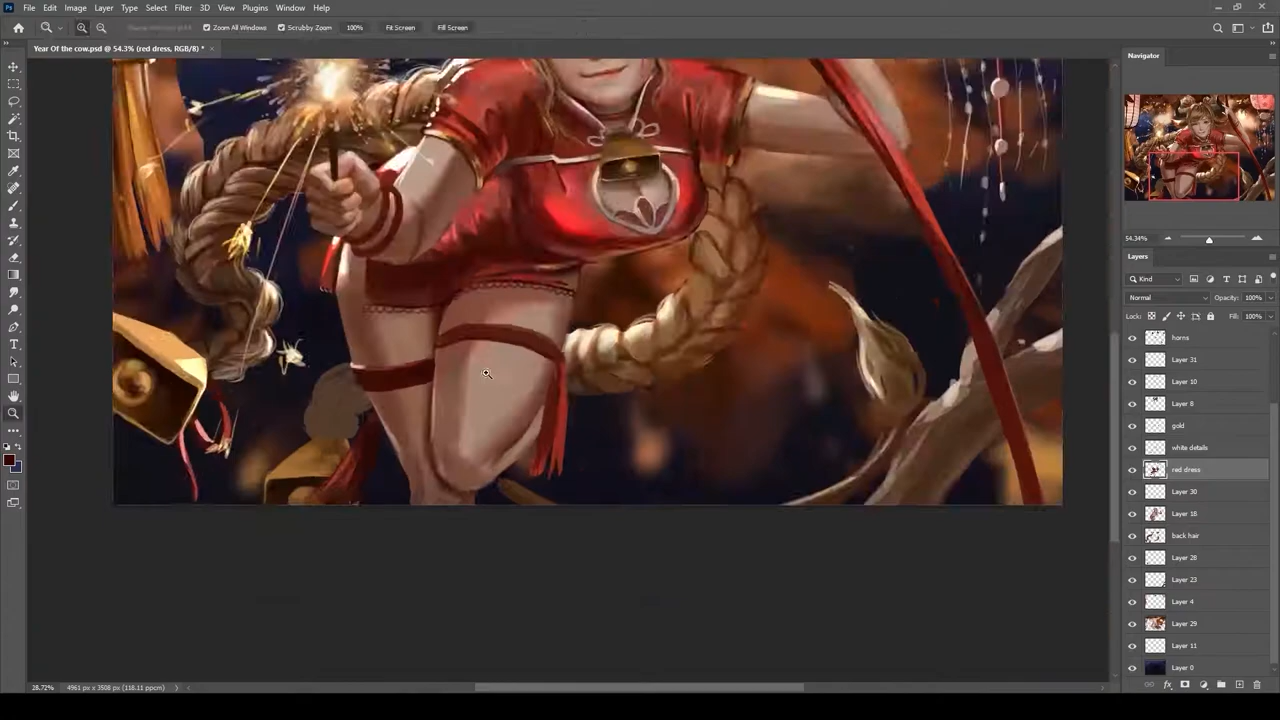 Ps File Edit Image Layer Type Select Filter 3D View Plugins Window Help
Zoom All Windows Scrubby Zoom 100% Fit Screen Fill Screen
Year Of the cow.psd @ 54.3% (red dress, RGB/8) *
Navigator
54.34%
Layers
Kind
Normal Opacity: 100%
Lock: Fill: 100%
horns
Layer 31
Layer 10
Layer 8
gold
white details
red dress
Layer 30
Layer 18
back hair
Layer 28
Layer 23
Layer 4
Layer 29
Layer 11
Layer 0
28.72% 4961 px x 3508 px (118.11 ppcm)